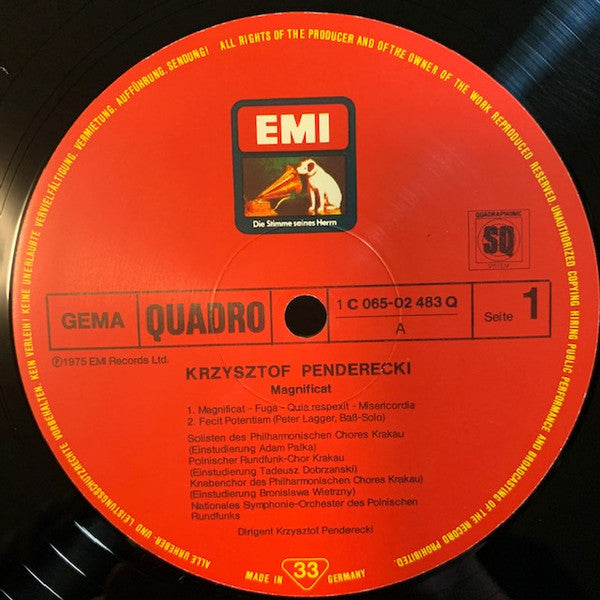 ALLE URHEBER- UND LEISTUNGSSCHUTZRECHTE VORBEHALTEN. KEIN VERLEIH! KEINE UNERLAUBTE VERVIELFÄLTIGUNG, VERMIETUNG, AUFFÜHRUNG, SENDUNG! ALL RIGHTS OF THE PRODUCER AND OF THE OWNER OF THE WORK REPRODUCED RESERVED. UNAUTHORIZED COPYING HIRING PUBLIC PERFORMANCE AND BROADCASTING OF THE RECORD PROHIBITED.
EMI
Die Stimme seines Herrn
QUADRAPHONIC
SQ
SYSTEM
GEMA
QUADRO
1 C 065-02 483 Q
A
Seite 1
Ⓟ1975 EMI Records Ltd.
KRZYSZTOF PENDERECKI
Magnificat
1. Magnificat - Fuga - Quia respexit - Misericordia
2. Fecit Potentiam (Peter Lagger, Baß-Solo)
Solisten des Philharmonischen Chores Krakau
(Einstudierung Adam Palka)
Polnischer Rundfunk-Chor Krakau
(Einstudierung Tadeusz Dobrzanski)
Knabenchor des Philharmonischen Chores Krakau
(Einstudierung Bronislawa Wietrzny)
Nationales Symphonie-Orchester des Polnischen
Rundfunks
Dirigent Krzysztof Penderecki
MADE IN 33 GERMANY